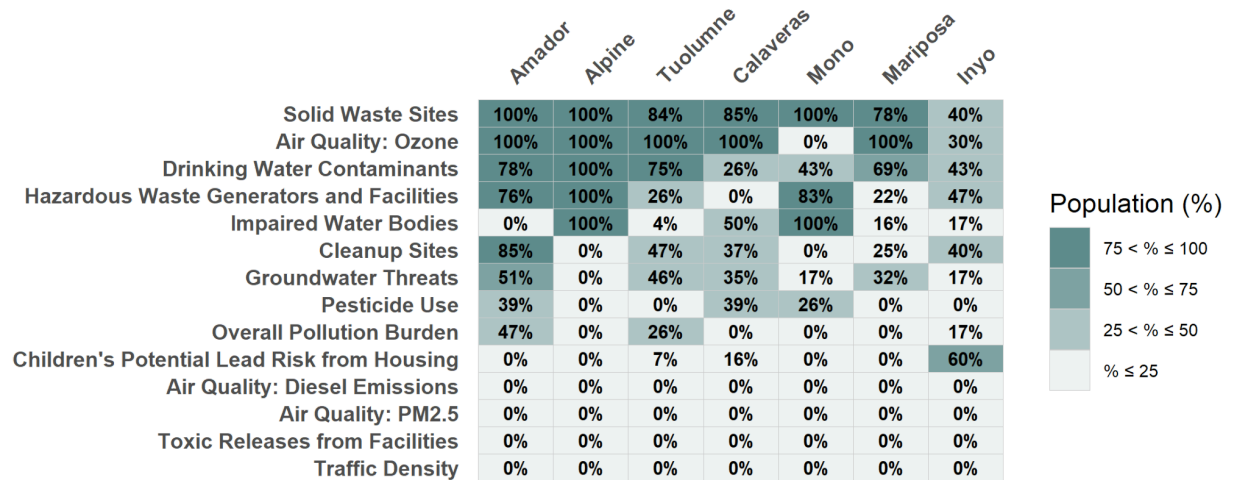 Amador Alpine Tuolumne Calaveras Mono Mariposa Inyo
Solid Waste Sites 100% 100% 84% 85% 100% 78% 40%
Air Quality: Ozone 100% 100% 100% 100% 0% 100% 30%
Drinking Water Contaminants 78% 100% 75% 26% 43% 69% 43%
Hazardous Waste Generators and Facilities 76% 100% 26% 0% 83% 22% 47%
Impaired Water Bodies 0% 100% 4% 50% 100% 16% 17%
Cleanup Sites 85% 0% 47% 37% 0% 25% 40%
Groundwater Threats 51% 0% 46% 35% 17% 32% 17%
Pesticide Use 39% 0% 0% 39% 26% 0% 0%
Overall Pollution Burden 47% 0% 26% 0% 0% 0% 17%
Children's Potential Lead Risk from Housing 0% 0% 7% 16% 0% 0% 60%
Air Quality: Diesel Emissions 0% 0% 0% 0% 0% 0% 0%
Air Quality: PM2.5 0% 0% 0% 0% 0% 0% 0%
Toxic Releases from Facilities 0% 0% 0% 0% 0% 0% 0%
Traffic Density 0% 0% 0% 0% 0% 0% 0%
Population (%)
75 < % ≤ 100
50 < % ≤ 75
25 < % ≤ 50
% ≤ 25